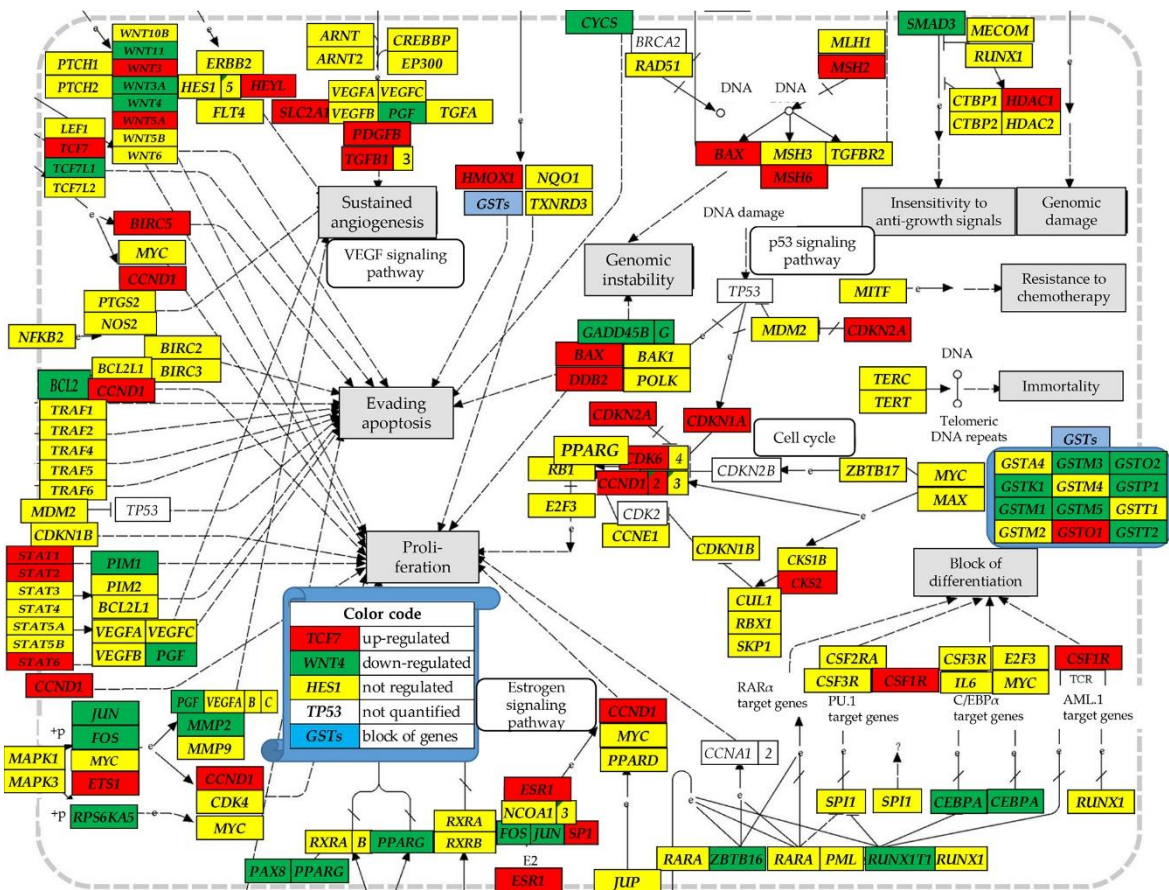 WNT10B
WNT11
WNT3
WNT3A
WNT4
WNT5A
WNT5B
WNT6
PTCH1
PTCH2
ERBB2
HES1 5 HEYL
FLT4
LEF1
TCF7
TCF7L1
TCF7L2
e
BIRC5
MYC
CCND1
PTGS2
NOS2
NFKB2 e
BIRC2
BIRC3
BCL2L1
BCL2
CCND1
TRAF1
TRAF2
TRAF4
TRAF5
TRAF6
MDM2 TP53
CDKN1B
STAT1
STAT2
STAT3
STAT4
STAT5A
STAT5B
STAT6
PIM1
PIM2
BCL2L1
VEGFA VEGFC
VEGFB PGF
CCND1
JUN
FOS
MYC
ETS1
+p
MAPK1
MAPK3
+p RPS6KA5
e
PGF VEGFA B C
MMP2
MMP9
CCND1
CDK4
MYC
ARNT
ARNT2
CREBBP
EP300
SLC2A1
VEGFA VEGFC
VEGFB PGF TGFA
PDGFB
TGFB1 3
Sustained
angiogenesis
VEGF signaling
pathway
e
HMOX1 NQO1
GSTs TXNRD3
Evading
apoptosis
Proli-
feration
Color code
TCF7 up-regulated
WNT4 down-regulated
HES1 not regulated
TP53 not quantified
GSTs block of genes
CYCS
BRCA2
RAD51
DNA
DNA
MLH1
MSH2
BAX MSH3 TGFBR2
MSH6
DNA damage
p53 signaling
pathway
Genomic
instability
TP53
MDM2 CDKN2A
GADD45B G
BAX BAK1
DDB2 POLK
e
e
SMAD3
MECOM
RUNX1
e
CTBP1 HDAC1
CTBP2 HDAC2
e
e
Insensitivity to
anti-growth signals
Genomic
damage
MITF e
Resistance to
chemotherapy
TERC
TERT
DNA
Telomeric
DNA repeats
Immortality
CDKN2A
CDKN1A
Cell cycle
PPARG
RB1
CDK6 4
CCND1 2 3
E2F3
CDK2
CCNE1
CDKN2B e ZBTB17
MYC
MAX
e
e
CDKN1B
CKS1B
CKS2
CUL1
RBX1
SKP1
GSTs
GSTA4 GSTM3 GSTO2
GSTK1 GSTM4 GSTP1
GSTM1 GSTM5 GSTT1
GSTM2 GSTO1 GSTT2
Block of
differentiation
CSF2RA
CSF3R CSF1R
CSF3R E2F3
IL6 MYC
CSF1R
TCR
RARα
target genes
PU.1
target genes
C/EBPα
target genes
AML.1
target genes
Estrogen
signaling
pathway
CCND1
MYC
PPARD
e
CCNA1 2
e
e
e
?
e
e
e
SPI1
SPI1
CEBPA
CEBPA
RUNX1
RARA ZBTB16
RARA PML
RUNX1T1 RUNX1
ESR1
NCOA1 3
FOS JUN SP1
E2
ESR1
e
JUP
RXRA
RXRB
RXRA B PPARG
PAX8 PPARG